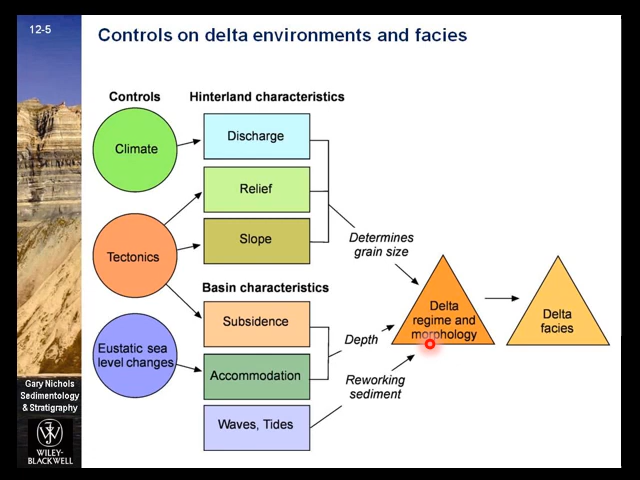 12-5
Controls on delta environments and facies
Controls
Hinterland characteristics
Climate
Discharge
Relief
Tectonics
Slope
Determines
grain size
Basin characteristics
Subsidence
Eustatic sea
level changes
Accommodation
Waves, Tides
Depth
Reworking
sediment
Delta
regime and
morphology
Delta
facies
Gary Nichols
Sedimentology
& Stratigraphy
WILEY-
BLACKWELL